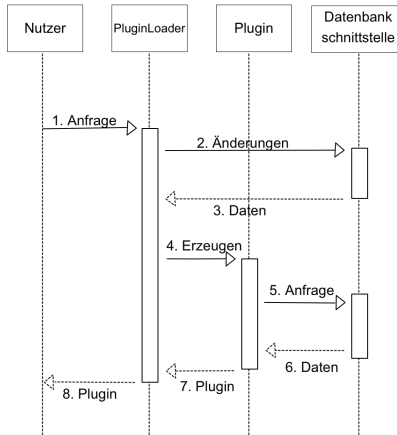 Nutzer
PluginLoader
Plugin
Datenbank
schnittstelle
1. Anfrage
2. Änderungen
3. Daten
4. Erzeugen
5. Anfrage
6. Daten
7. Plugin
8. Plugin